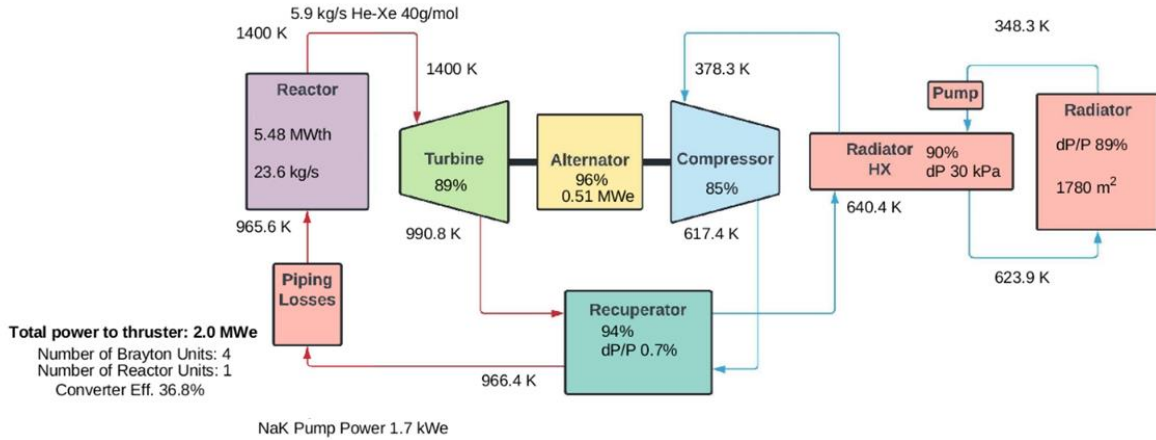 5.9 kg/s He-Xe 40g/mol
1400 K
1400 K
378.3 K
348.3 K
Reactor
5.48 MWth
23.6 kg/s
Turbine
89%
Alternator
96%
0.51 MWe
Compressor
85%
Pump
Radiator
HX
90%
dP 30 kPa
Radiator
dP/P 89%
1780 m²
965.6 K
990.8 K
617.4 K
640.4 K
623.9 K
Piping
Losses
Recuperator
94%
dP/P 0.7%
966.4 K
Total power to thruster: 2.0 MWe
Number of Brayton Units: 4
Number of Reactor Units: 1
Converter Eff. 36.8%
NaK Pump Power 1.7 kWe